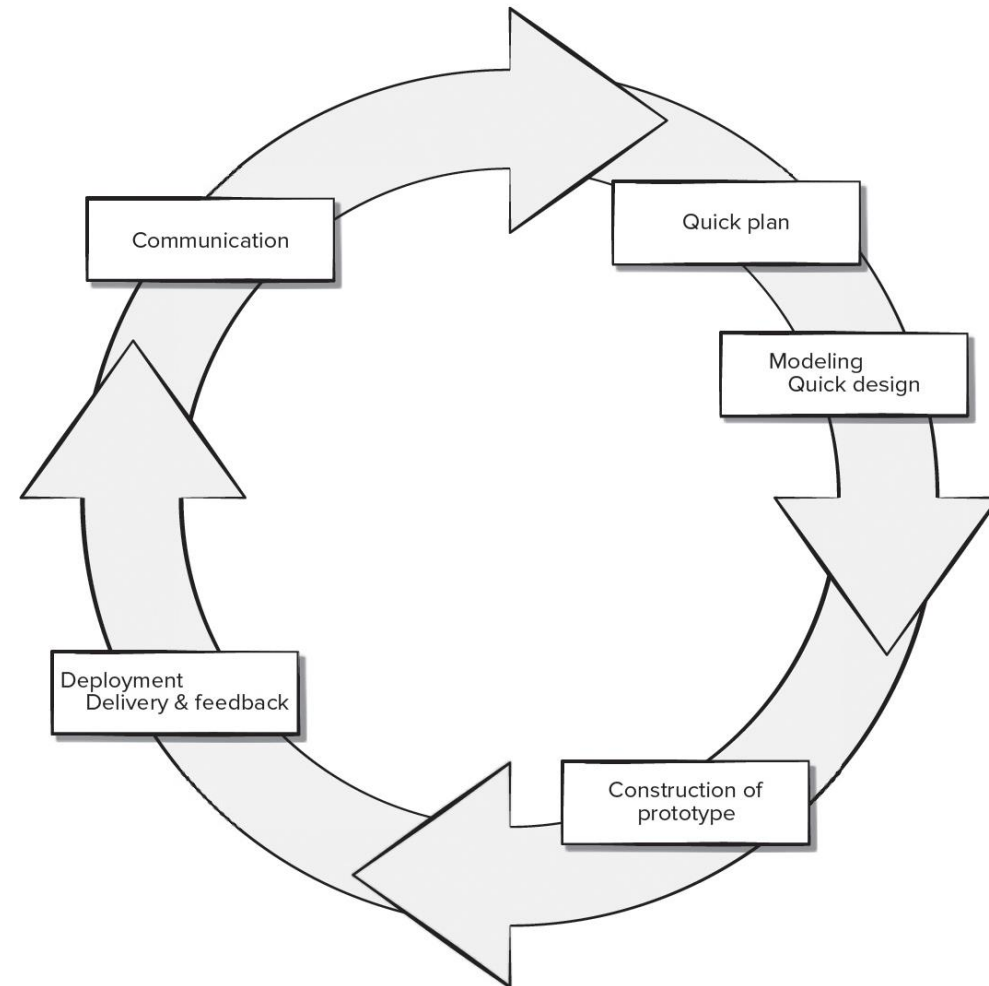 Communication
Quick plan
Modeling
Quick design
Construction of
prototype
Deployment
Delivery & feedback